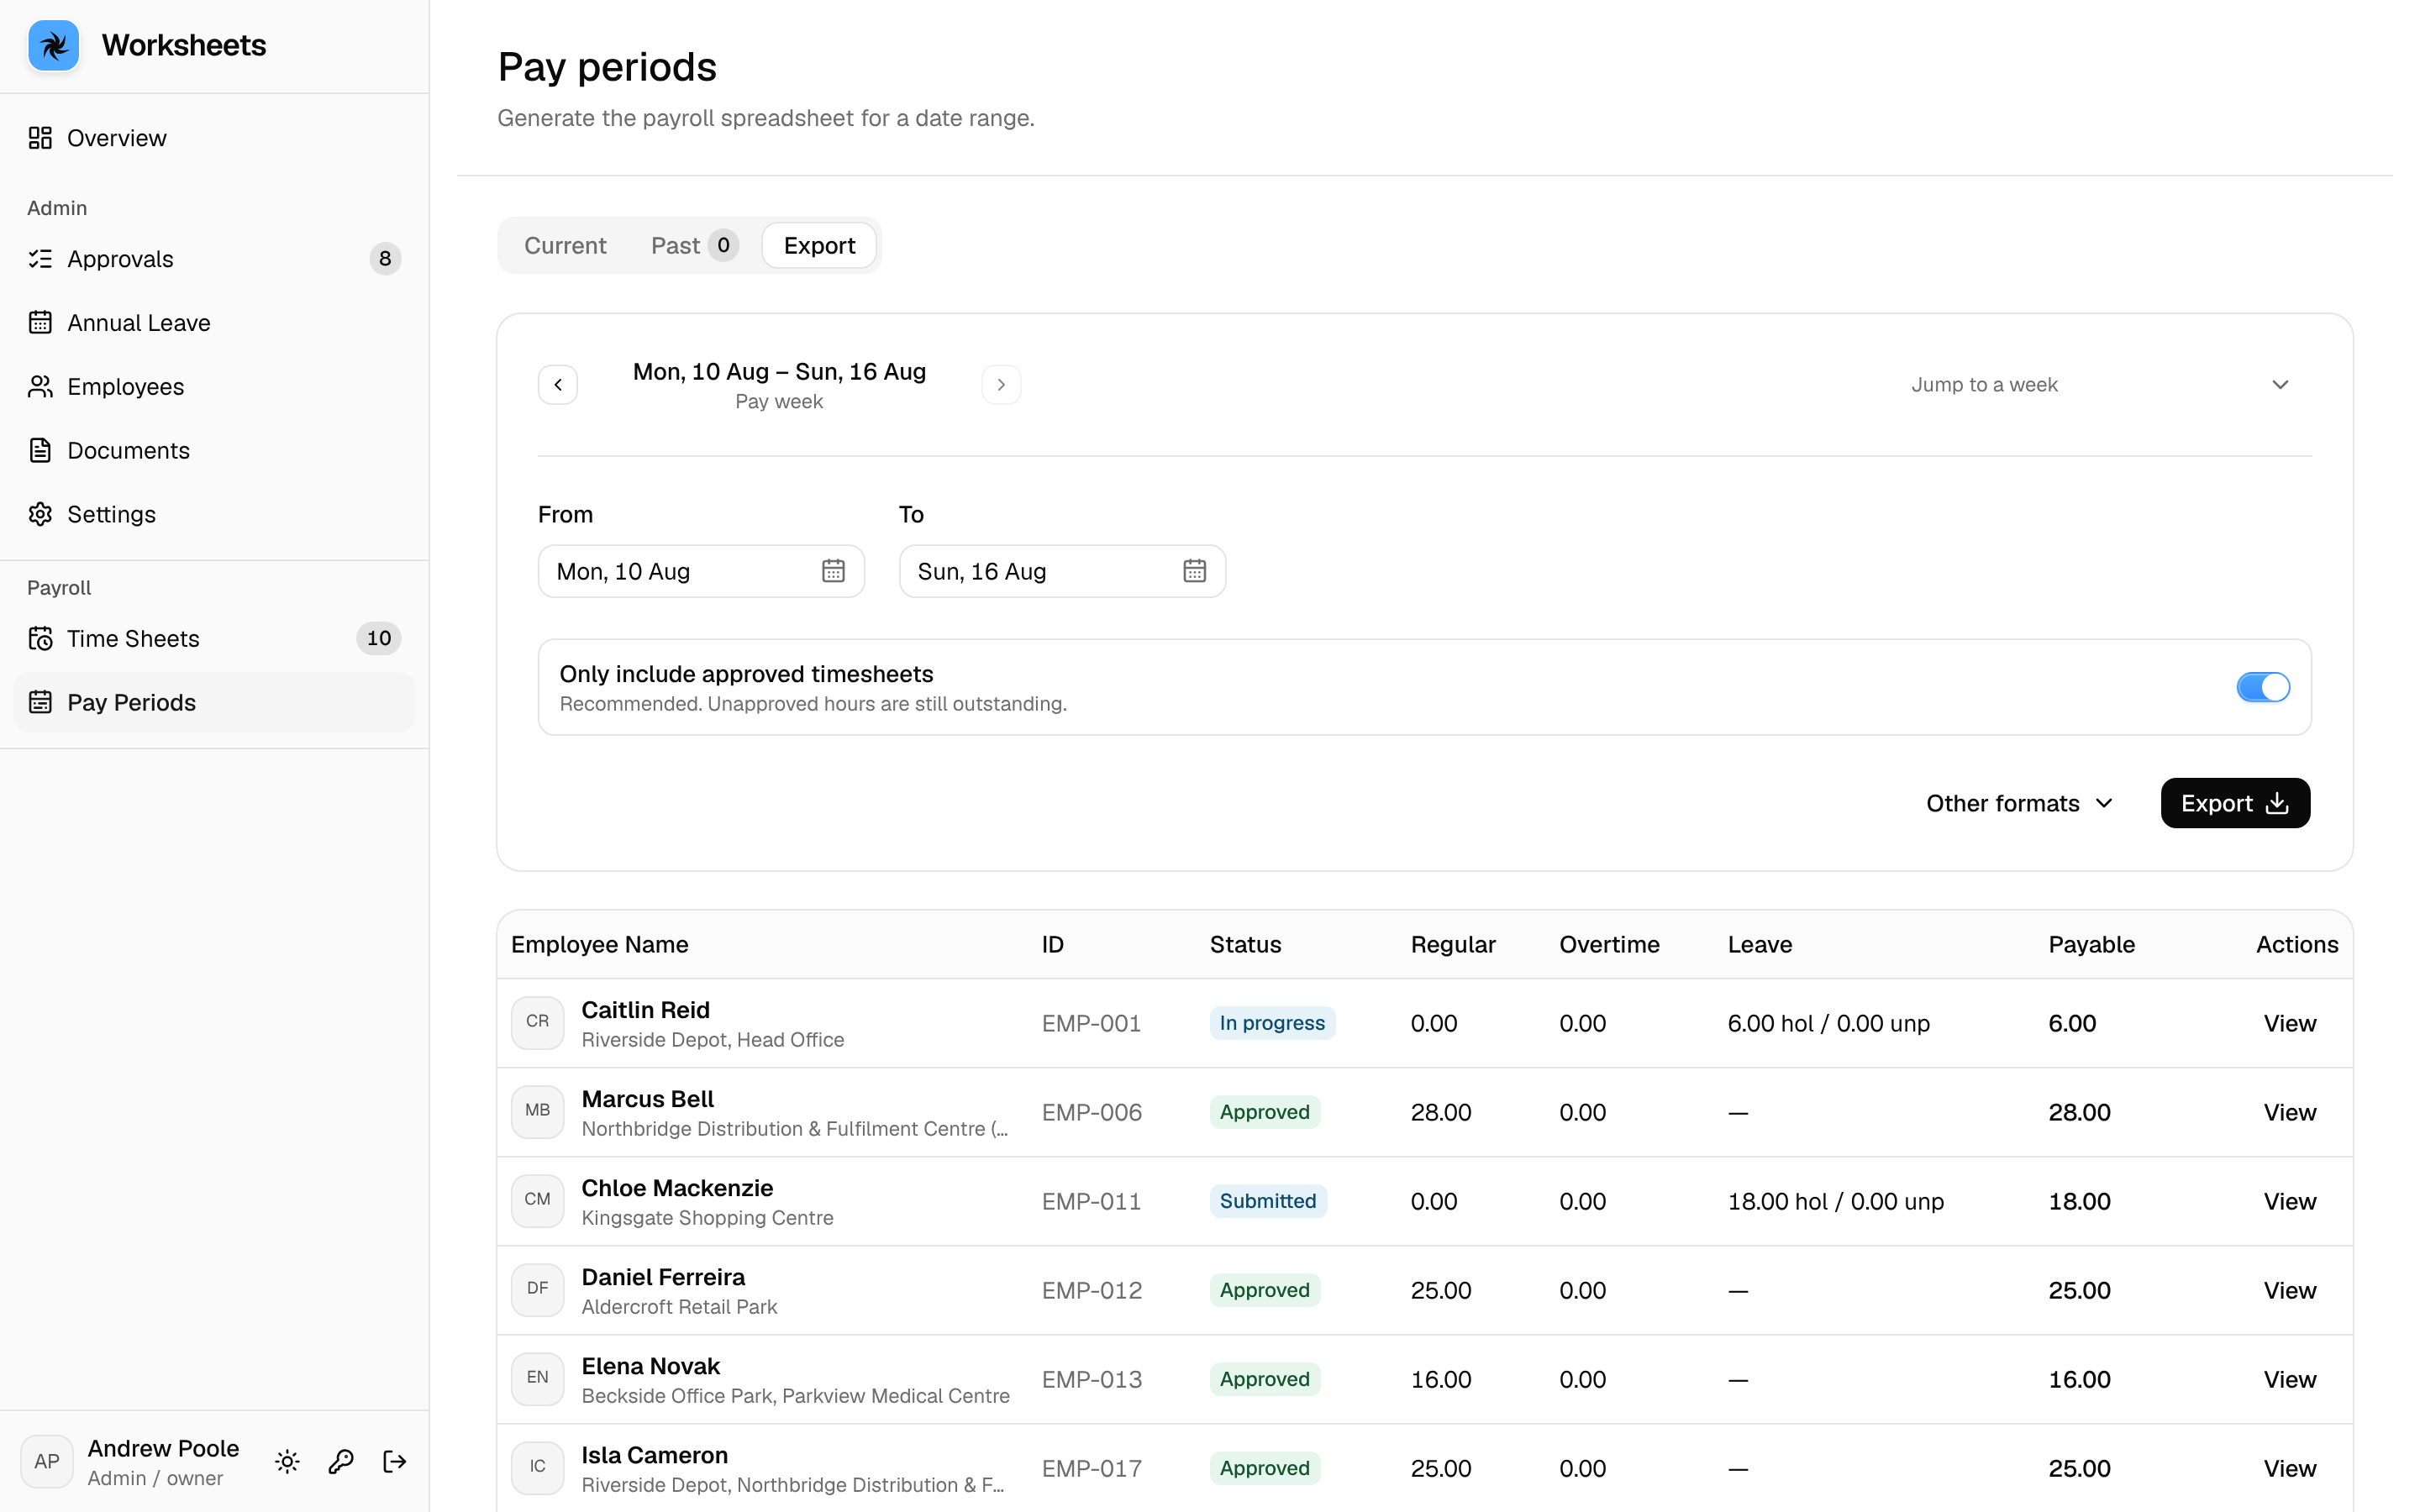 Worksheets
Overview
Admin
Approvals 8
Annual Leave
Employees
Documents
Settings
Payroll
Time Sheets 10
Pay Periods
AP
Andrew Poole
Admin / owner
Pay periods
Generate the payroll spreadsheet for a date range.
Current Past 0 Export
Mon, 10 Aug – Sun, 16 Aug
Pay week
Jump to a week
From To
Mon, 10 Aug Sun, 16 Aug
Only include approved timesheets
Recommended. Unapproved hours are still outstanding.
Other formats Export
Employee Name ID Status Regular Overtime Leave Payable Actions
CR Caitlin Reid EMP-001 In progress 0.00 0.00 6.00 hol / 0.00 unp 6.00 View
Riverside Depot, Head Office
MB Marcus Bell EMP-006 Approved 28.00 0.00 — 28.00 View
Northbridge Distribution & Fulfilment Centre (...
CM Chloe Mackenzie EMP-011 Submitted 0.00 0.00 18.00 hol / 0.00 unp 18.00 View
Kingsgate Shopping Centre
DF Daniel Ferreira EMP-012 Approved 25.00 0.00 — 25.00 View
Aldercroft Retail Park
EN Elena Novak EMP-013 Approved 16.00 0.00 — 16.00 View
Beckside Office Park, Parkview Medical Centre
IC Isla Cameron EMP-017 Approved 25.00 0.00 — 25.00 View
Riverside Depot, Northbridge Distribution & F...